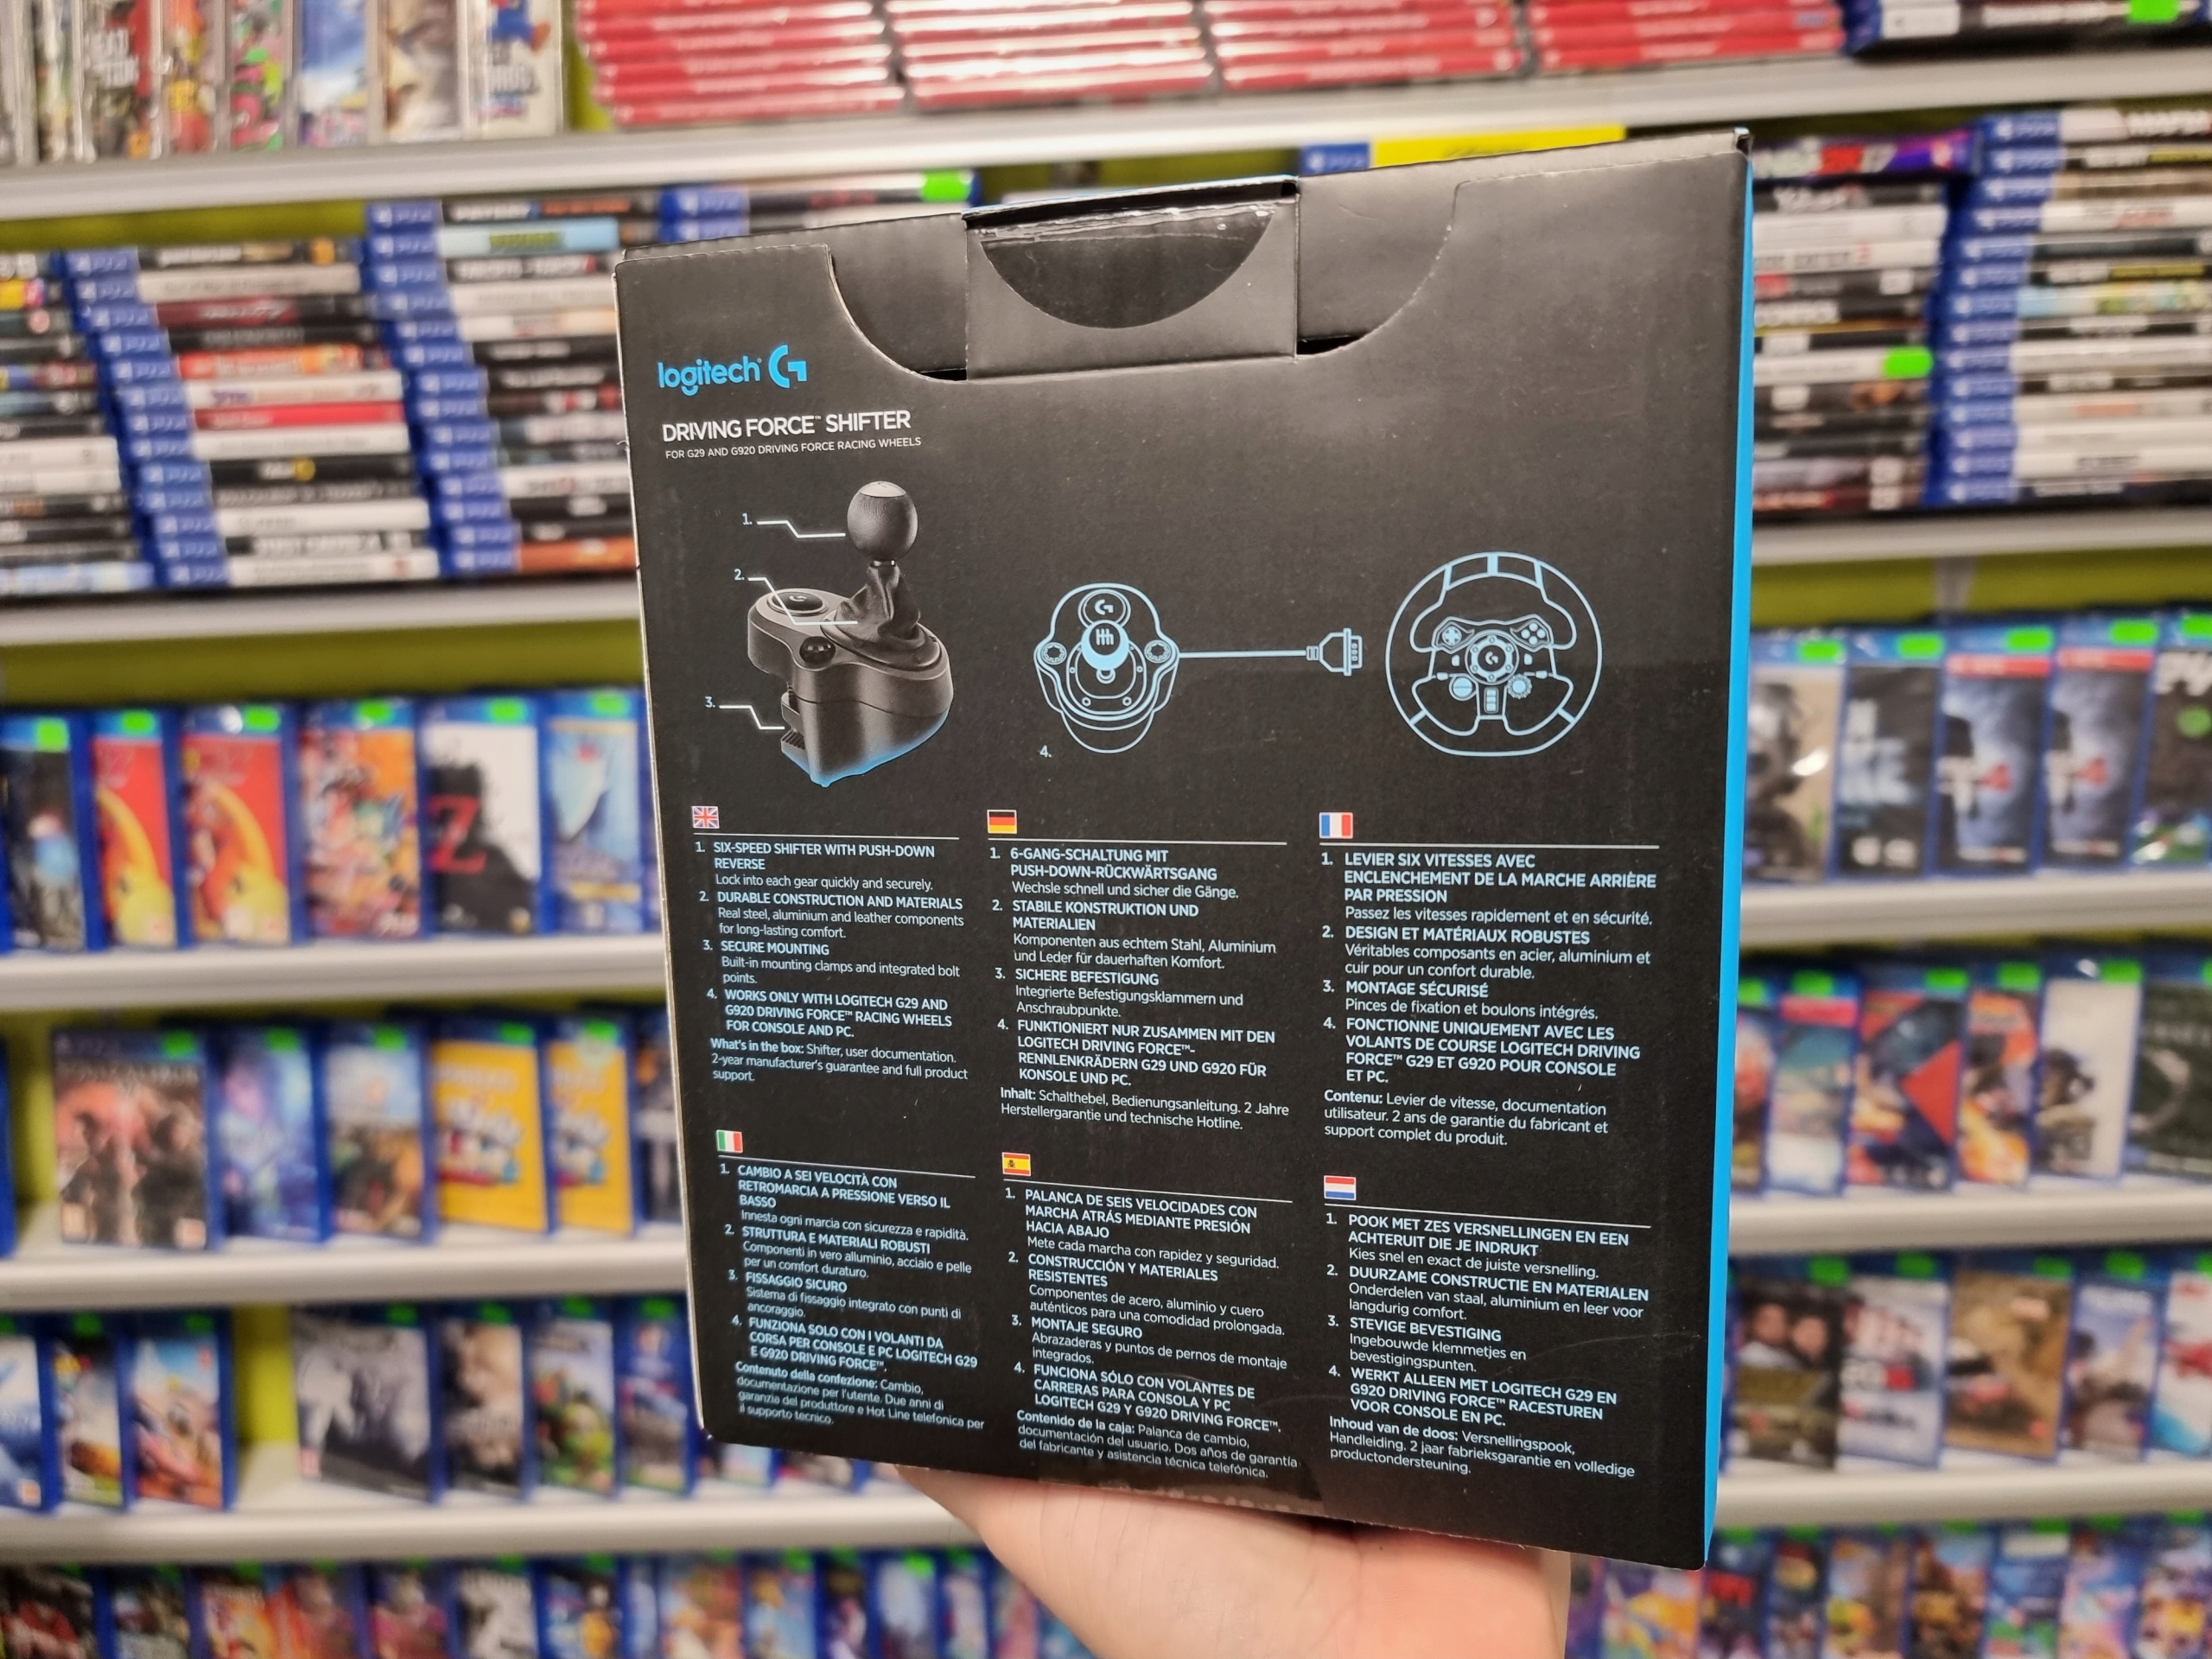 logitech G
DRIVING FORCE™ SHIFTER
FOR G29 AND G920 DRIVING FORCE RACING WHEELS
1.
2.
3.
4.
1. SIX-SPEED SHIFTER WITH PUSH-DOWN
REVERSE
Lock into each gear quickly and securely.
2. DURABLE CONSTRUCTION AND MATERIALS
Real steel, aluminium and leather components
for long-lasting comfort.
3. SECURE MOUNTING
Built-in mounting clamps and integrated bolt
points.
4. WORKS ONLY WITH LOGITECH G29 AND
G920 DRIVING FORCE™ RACING WHEELS
FOR CONSOLE AND PC.
What's in the box: Shifter, user documentation.
2-year manufacturer's guarantee and full product
support.
1. 6-GANG-SCHALTUNG MIT
PUSH-DOWN-RÜCKWÄRTSGANG
Wechsle schnell und sicher die Gänge.
2. STABILE KONSTRUKTION UND
MATERIALIEN
Komponenten aus echtem Stahl, Aluminium
und Leder für dauerhaften Komfort.
3. SICHERE BEFESTIGUNG
Integrierte Befestigungsklammern und
Anschraubpunkte.
4. FUNKTIONIERT NUR ZUSAMMEN MIT DEN
LOGITECH DRIVING FORCE™-
RENNLENKRÄDERN G29 UND G920 FÜR
KONSOLE UND PC.
Inhalt: Schalthebel, Bedienungsanleitung. 2 Jahre
Herstellergarantie und technische Hotline.
1. LEVIER SIX VITESSES AVEC
ENCLENCHEMENT DE LA MARCHE ARRIÈRE
PAR PRESSION
Passez les vitesses rapidement et en sécurité.
2. DESIGN ET MATÉRIAUX ROBUSTES
Véritables composants en acier, aluminium et
cuir pour un confort durable.
3. MONTAGE SÉCURISÉ
Pinces de fixation et boulons intégrés.
4. FONCTIONNE UNIQUEMENT AVEC LES
VOLANTS DE COURSE LOGITECH DRIVING
FORCE™ G29 ET G920 POUR CONSOLE
ET PC.
Contenu: Levier de vitesse, documentation
utilisateur. 2 ans de garantie du fabricant et
support complet du produit.
1. CAMBIO A SEI VELOCITÀ CON
RETROMARCIA A PRESSIONE VERSO IL
BASSO
Innesta ogni marcia con sicurezza e rapidità.
2. STRUTTURA E MATERIALI ROBUSTI
Componenti in vero alluminio, acciaio e pelle
per un comfort duraturo.
3. FISSAGGIO SICURO
Sistema di fissaggio integrato con punti di
ancoraggio.
4. FUNZIONA SOLO CON I VOLANTI DA
CORSA PER CONSOLE E PC LOGITECH G29
E G920 DRIVING FORCE™.
Contenuto della confezione: Cambio,
documentazione per l'utente. Due anni di
garanzia del produttore e Hot Line telefonica per
il supporto tecnico.
1. PALANCA DE SEIS VELOCIDADES CON
MARCHA ATRÁS MEDIANTE PRESIÓN
HACIA ABAJO
Mete cada marcha con rapidez y seguridad.
2. CONSTRUCCIÓN Y MATERIALES
RESISTENTES
Componentes de acero, aluminio y cuero
auténticos para una comodidad prolongada.
3. MONTAJE SEGURO
Abrazaderas y puntos de pernos de montaje
integrados.
4. FUNCIONA SÓLO CON VOLANTES DE
CARRERAS PARA CONSOLA Y PC
LOGITECH G29 Y G920 DRIVING FORCE™.
Contenido de la caja: Palanca de cambio,
documentación del usuario. Dos años de garantía
del fabricante y asistencia técnica telefónica.
1. POOK MET ZES VERSNELLINGEN EN EEN
ACHTERUIT DIE JE INDRUKT
Kies snel en exact de juiste versnelling.
2. DUURZAME CONSTRUCTIE EN MATERIALEN
Onderdelen van staal, aluminium en leer voor
langdurig comfort.
3. STEVIGE BEVESTIGING
Ingebouwde klemmetjes en
bevestigingspunten.
4. WERKT ALLEEN MET LOGITECH G29 EN
G920 DRIVING FORCE™ RACESTUREN
VOOR CONSOLE EN PC.
Inhoud van de doos: Versnellingspook,
Handleiding. 2 jaar fabrieksgarantie en volledige
productondersteuning.